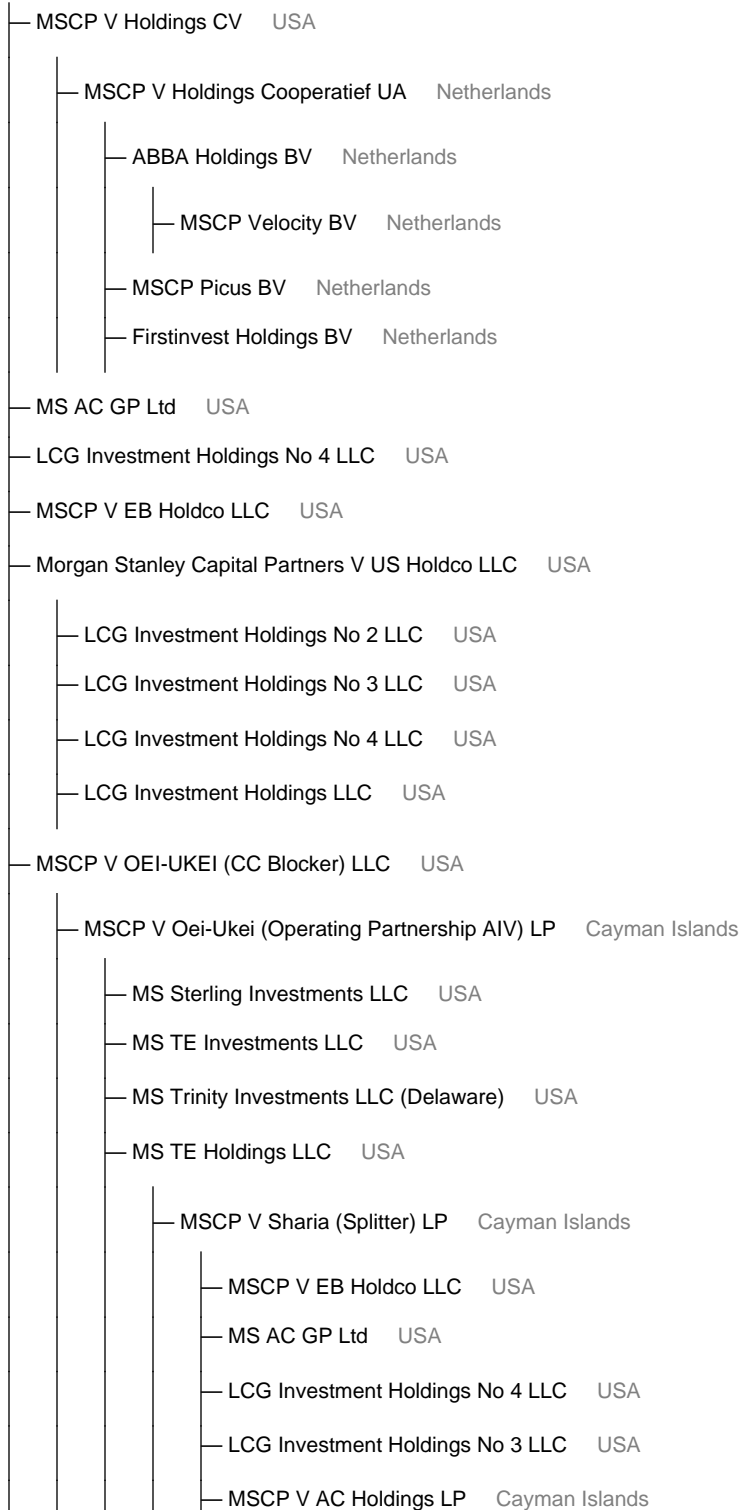 MSCP V Holdings CV USA
MSCP V Holdings Cooperatief UA Netherlands
ABBA Holdings BV Netherlands
MSCP Velocity BV Netherlands
MSCP Picus BV Netherlands
Firstinvest Holdings BV Netherlands
MS AC GP Ltd USA
LCG Investment Holdings No 4 LLC USA
MSCP V EB Holdco LLC USA
Morgan Stanley Capital Partners V US Holdco LLC USA
LCG Investment Holdings No 2 LLC USA
LCG Investment Holdings No 3 LLC USA
LCG Investment Holdings No 4 LLC USA
LCG Investment Holdings LLC USA
MSCP V OEI-UKEI (CC Blocker) LLC USA
MSCP V Oei-Ukei (Operating Partnership AIV) LP Cayman Islands
MS Sterling Investments LLC USA
MS TE Investments LLC USA
MS Trinity Investments LLC (Delaware) USA
MS TE Holdings LLC USA
MSCP V Sharia (Splitter) LP Cayman Islands
MSCP V EB Holdco LLC USA
MS AC GP Ltd USA
LCG Investment Holdings No 4 LLC USA
LCG Investment Holdings No 3 LLC USA
MSCP V AC Holdings LP Cayman Islands